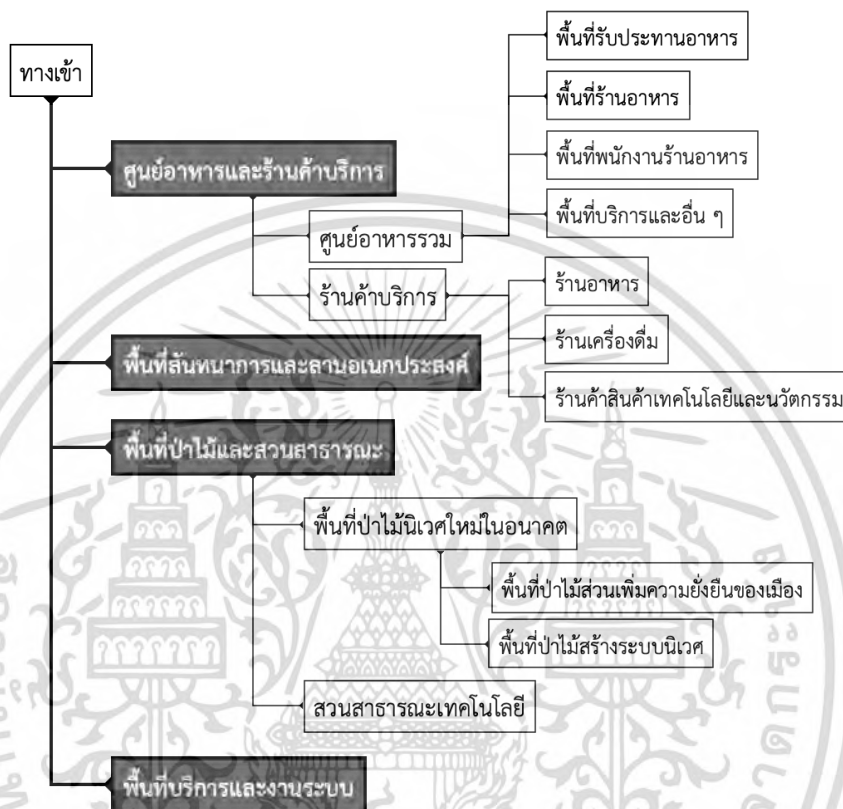 ทางเข้า
ศูนย์อาหารและร้านค้าบริการ
ศูนย์อาหารรวม
พื้นที่รับประทานอาหาร
พื้นที่ร้านอาหาร
พื้นที่พนักงานร้านอาหาร
พื้นที่บริการและอื่น ๆ
ร้านค้าบริการ
ร้านอาหาร
ร้านเครื่องดื่ม
ร้านค้าสินค้าเทคโนโลยีและนวัตกรรม
พื้นที่สันทนาการและลานอเนกประสงค์
พื้นที่ป่าไม้และสวนสาธารณะ
พื้นที่ป่าไม้นิเวศใหม่ในอนาคต
พื้นที่ป่าไม้ส่วนเพิ่มความยั่งยืนของเมือง
พื้นที่ป่าไม้สร้างระบบนิเวศ
สวนสาธารณะเทคโนโลยี
พื้นที่บริการและงานระบบ